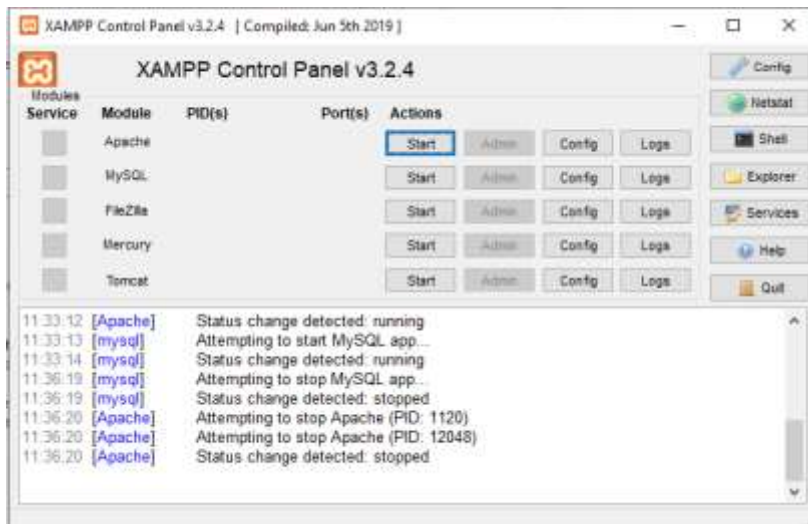 XAMPP Control Panel v3.2.4 [ Compiled: Jun 5th 2019 ]
XAMPP Control Panel v3.2.4
Config
Modules
Service Module PID(s) Port(s) Actions
Netstat
Apache Start Admin Config Logs
Shell
MySQL Start Admin Config Logs
Explorer
FileZilla Start Admin Config Logs
Services
Mercury Start Admin Config Logs
Help
Tomcat Start Admin Config Logs
Quit
11:33:12 [Apache] Status change detected: running
11:33:13 [mysql] Attempting to start MySQL app...
11:33:14 [mysql] Status change detected: running
11:36:19 [mysql] Attempting to stop MySQL app...
11:36:19 [mysql] Status change detected: stopped
11:36:20 [Apache] Attempting to stop Apache (PID: 1120)
11:36:20 [Apache] Attempting to stop Apache (PID: 12048)
11:36:20 [Apache] Status change detected: stopped